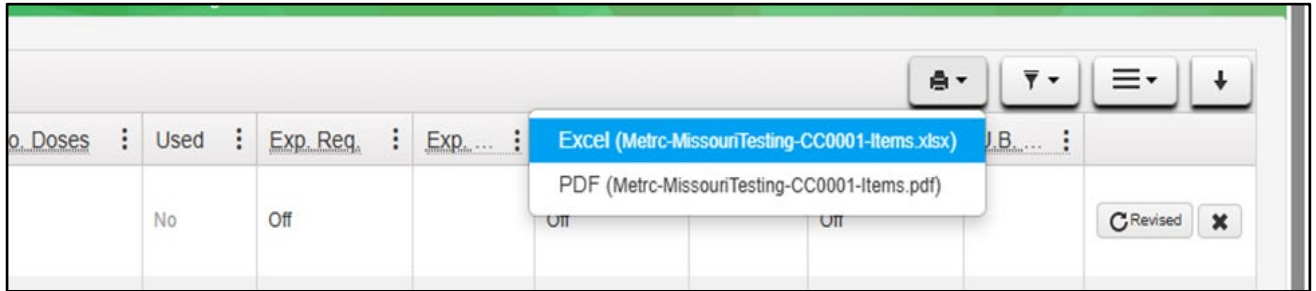 Excel (Metrc-MissouriTesting-CC0001-Items.xlsx)
PDF (Metrc-MissouriTesting-CC0001-Items.pdf)
o. Doses Used Exp. Req. Exp. ... U.B. ...
No Off Off Off Revised